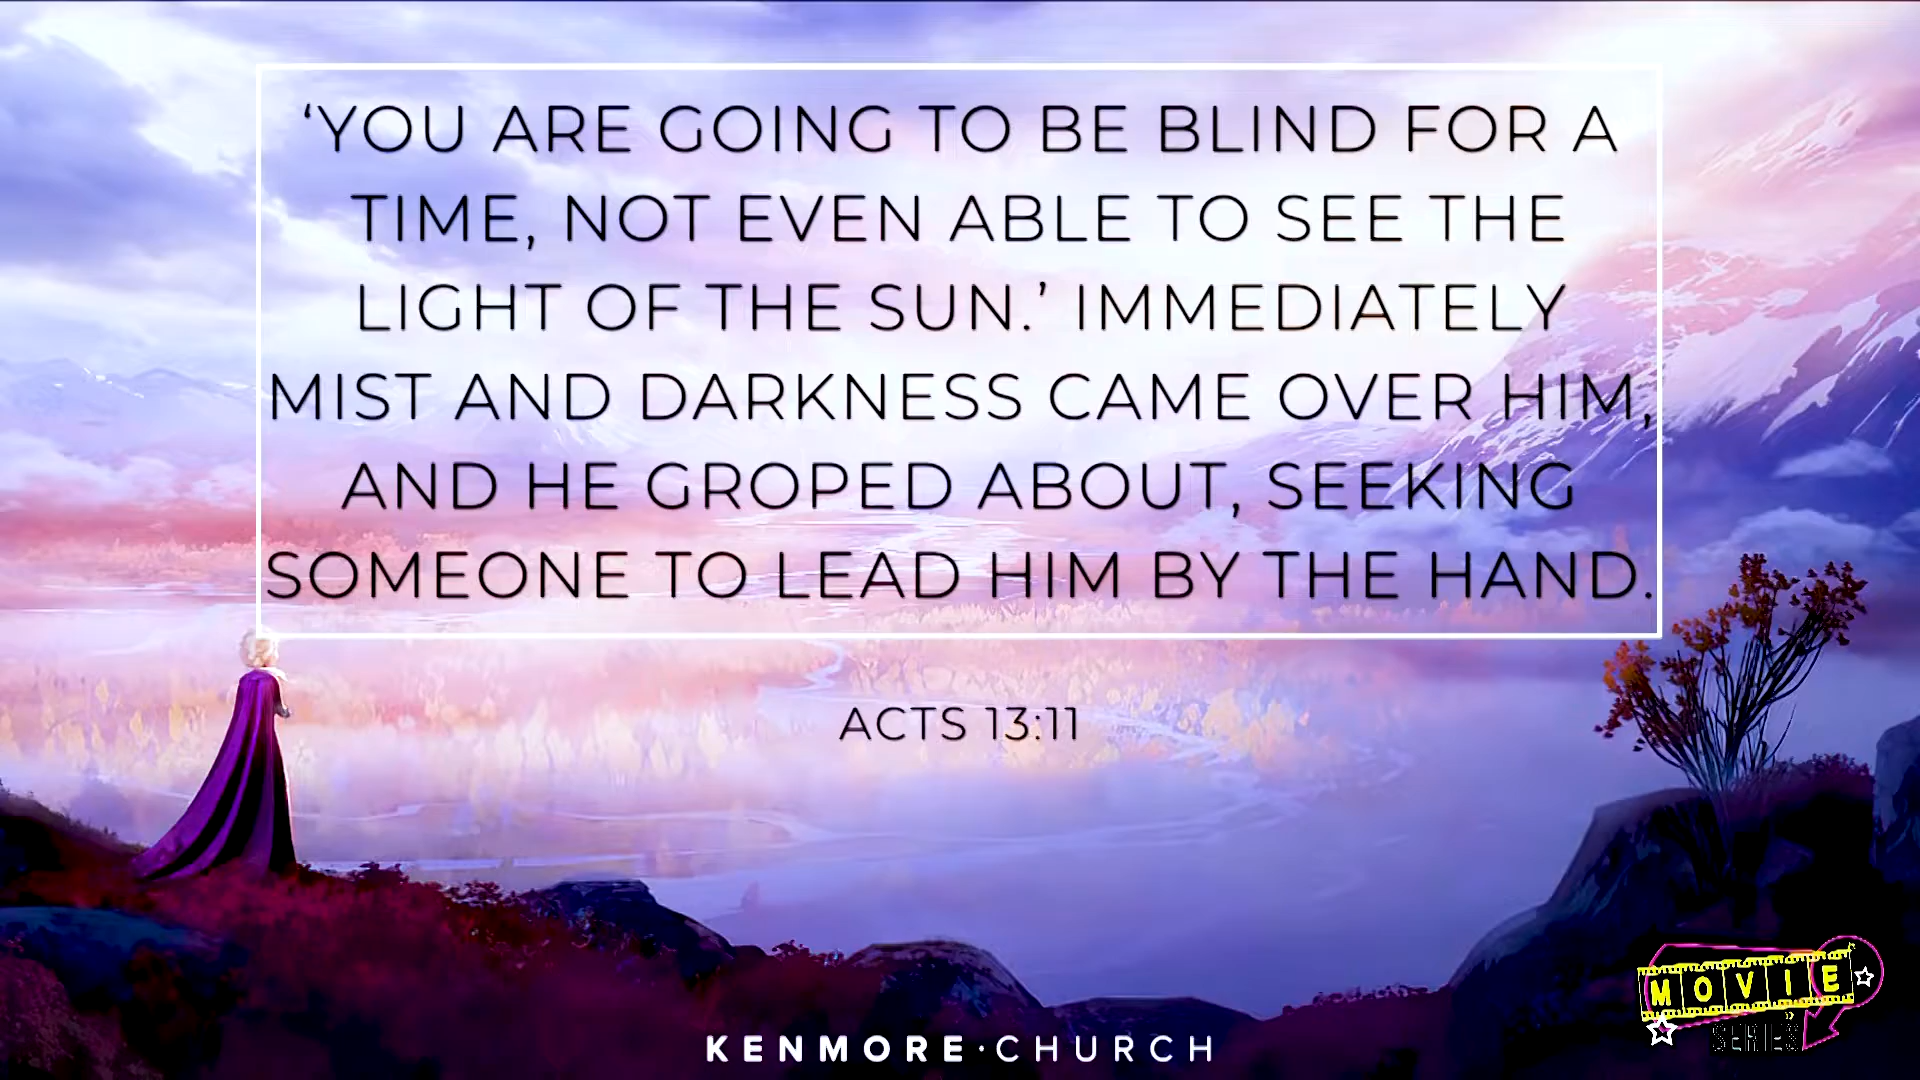 ‘YOU ARE GOING TO BE BLIND FOR A
TIME, NOT EVEN ABLE TO SEE THE
LIGHT OF THE SUN.’ IMMEDIATELY
MIST AND DARKNESS CAME OVER HIM,
AND HE GROPED ABOUT, SEEKING
SOMEONE TO LEAD HIM BY THE HAND.
ACTS 13:11
KENMORE·CHURCH
MOVIE
SERIES